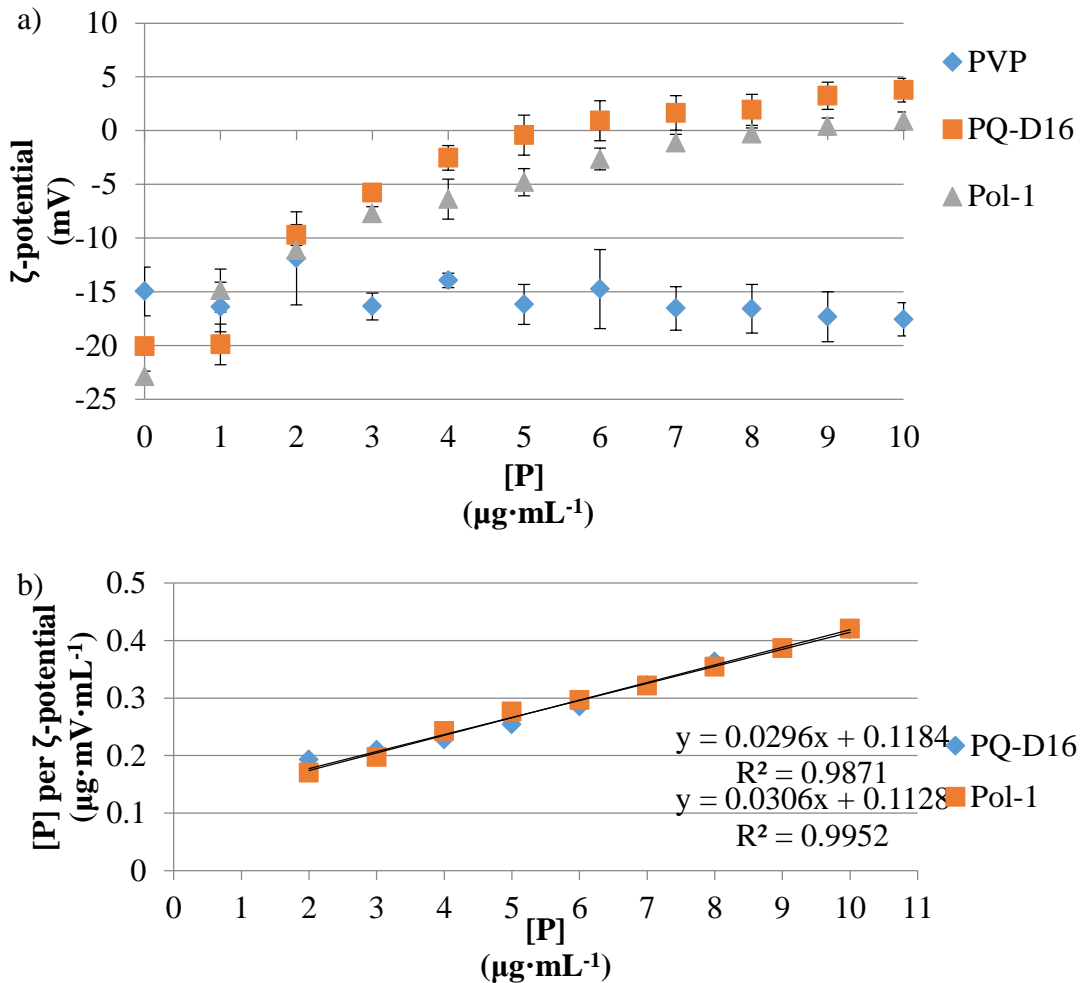 a)
10
5
0
-5
-10
-15
-20
-25
ζ-potential
(mV)
0 1 2 3 4 5 6 7 8 9 10
[P]
(µg·mL⁻¹)
PVP
PQ-D16
Pol-1
b)
0.5
0.4
0.3
0.2
0.1
0
[P] per ζ-potential
(µg·mV·mL⁻¹)
y = 0.0296x + 0.1184
R² = 0.9871
y = 0.0306x + 0.1128
R² = 0.9952
PQ-D16
Pol-1
0 1 2 3 4 5 6 7 8 9 10 11
[P]
(µg·mL⁻¹)